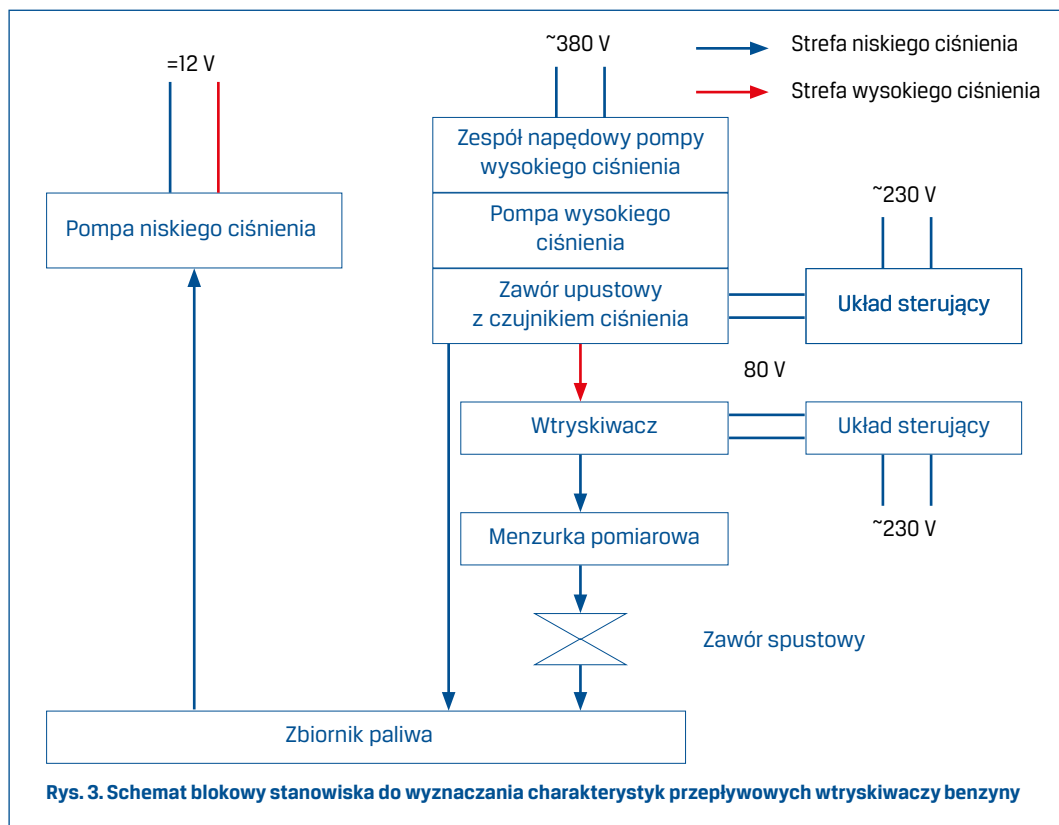 =12 V
~380 V
Strefa niskiego ciśnienia
Strefa wysokiego ciśnienia
Zespół napędowy pompy
wysokiego ciśnienia
Pompa niskiego ciśnienia
Pompa wysokiego
ciśnienia
~230 V
Zawór upustowy
z czujnikiem ciśnienia
Układ sterujący
80 V
Wtryskiwacz
Układ sterujący
~230 V
Menzurka pomiarowa
Zawór spustowy
Zbiornik paliwa
Rys. 3. Schemat blokowy stanowiska do wyznaczania charakterystyk przepływowych wtryskiwaczy benzyny